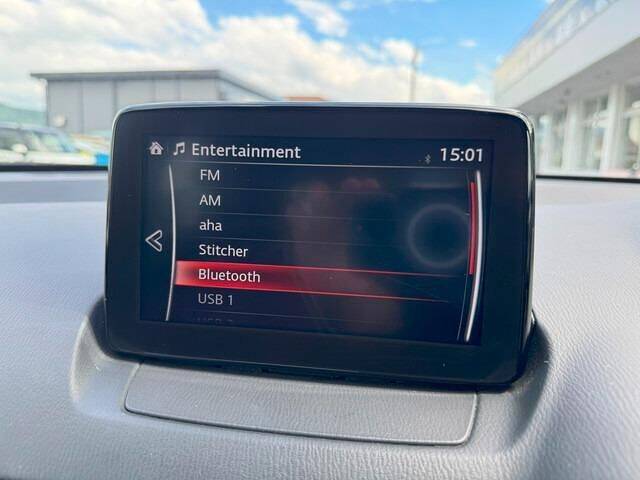 Entertainment 15:01
FM
AM
aha
Stitcher
Bluetooth
USB 1